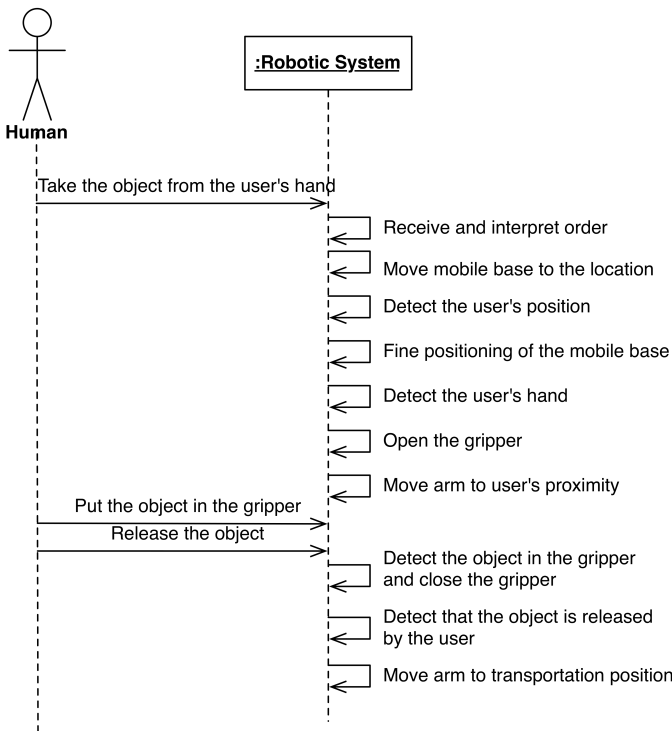 :Robotic System
Human
Take the object from the user's hand
Receive and interpret order
Move mobile base to the location
Detect the user's position
Fine positioning of the mobile base
Detect the user's hand
Open the gripper
Move arm to user's proximity
Put the object in the gripper
Release the object
Detect the object in the gripper
and close the gripper
Detect that the object is released
by the user
Move arm to transportation position